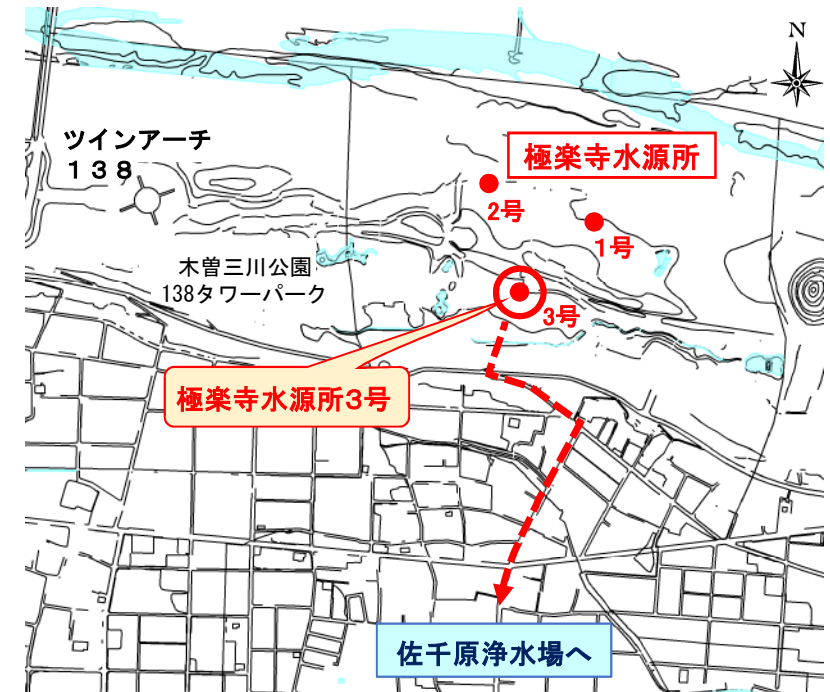 N
ツインアーチ
１３８
極楽寺水源所
2号
1号
木曽三川公園
138タワーパーク
3号
極楽寺水源所3号
佐千原浄水場へ